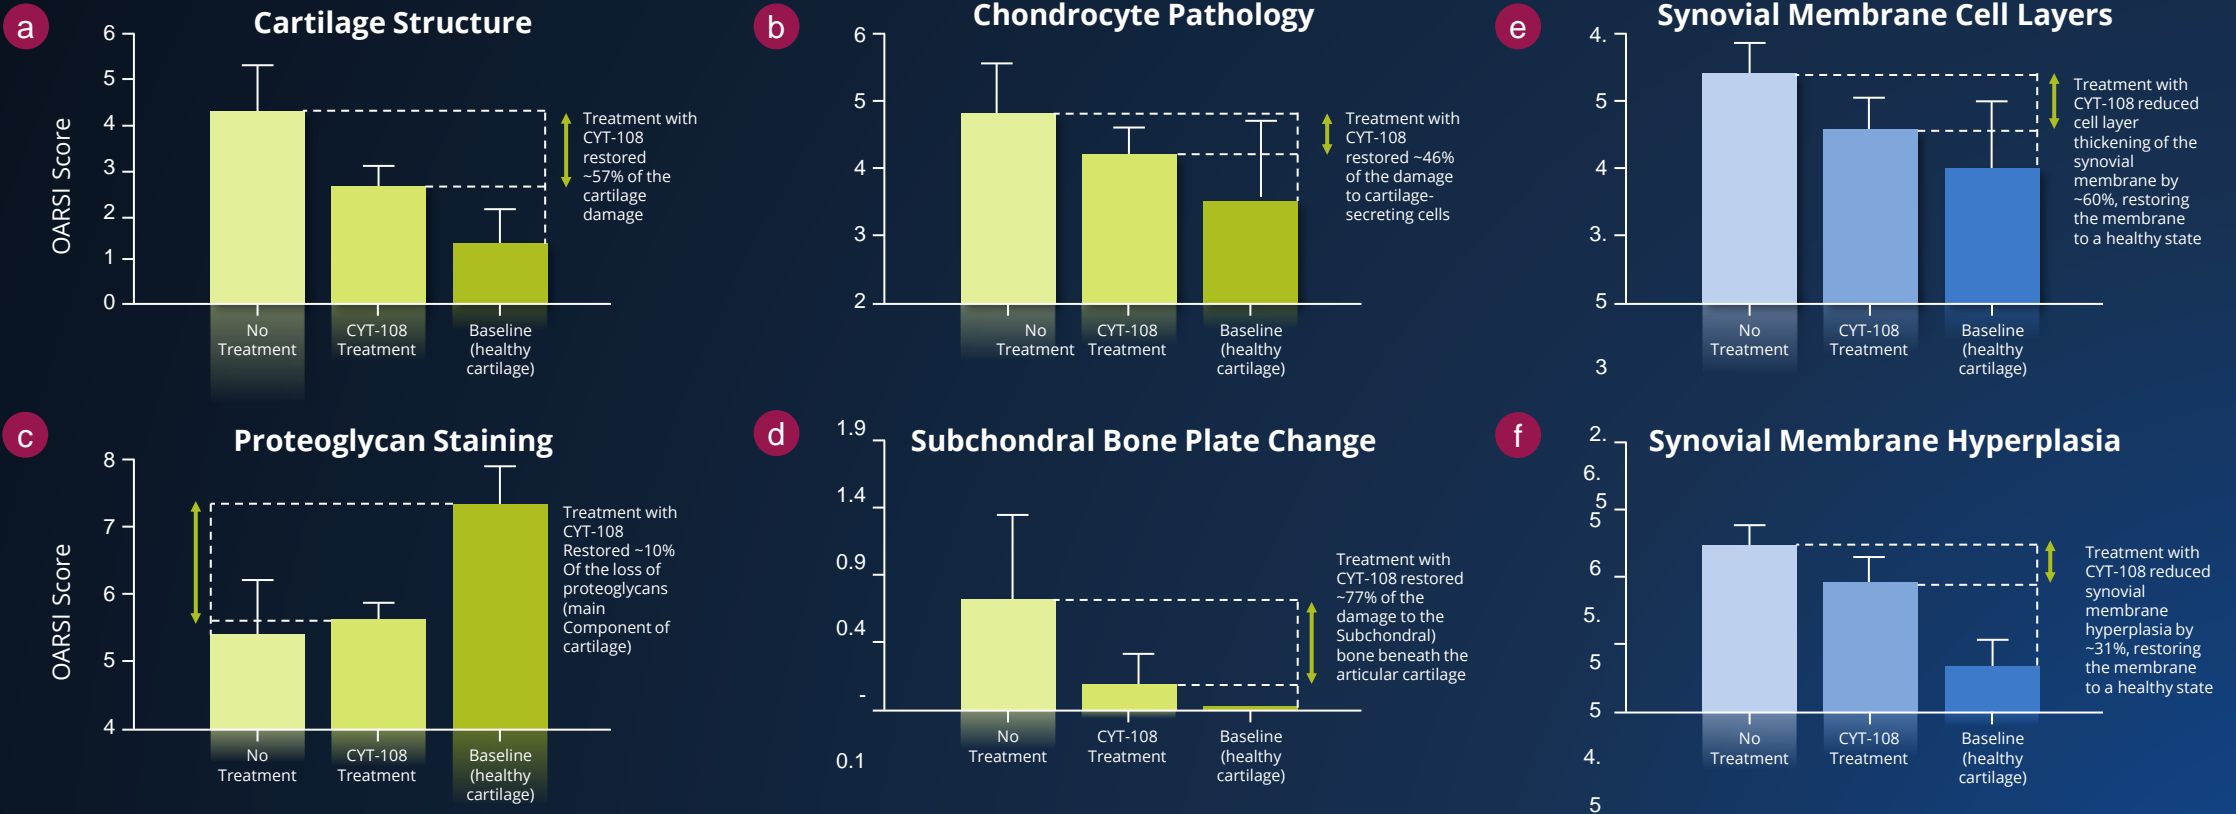 a
Cartilage Structure
OARSI Score
6
5
4
3
2
1
0
No
Treatment
CYT-108
Treatment
Baseline
(healthy
cartilage)
Treatment with
CYT-108
restored
~57% of the
cartilage
damage
b
Chondrocyte Pathology
6
5
4
3
2
No
Treatment
CYT-108
Treatment
Baseline
(healthy
cartilage)
Treatment with
CYT-108
restored ~46%
of the damage
to cartilage-
secreting cells
e
Synovial Membrane Cell Layers
4.
5
4
3.
5
3
No
Treatment
CYT-108
Treatment
Baseline
(healthy
cartilage)
Treatment with
CYT-108 reduced
cell layer
thickening of the
synovial
membrane by
~60%, restoring
the membrane
to a healthy state
c
Proteoglycan Staining
OARSI Score
8
7
6
5
4
No
Treatment
CYT-108
Treatment
Baseline
(healthy
cartilage)
Treatment with
CYT-108
Restored ~10%
Of the loss of
proteoglycans
(main
Component of
cartilage)
d
Subchondral Bone Plate Change
1.9
1.4
0.9
0.4
-
0.1
No
Treatment
CYT-108
Treatment
Baseline
(healthy
cartilage)
Treatment with
CYT-108 restored
~77% of the
damage to the
Subchondral)
bone beneath the
articular cartilage
f
Synovial Membrane Hyperplasia
2.
6.
5
5
6
5.
5
5
4.
5
No
Treatment
CYT-108
Treatment
Baseline
(healthy
cartilage)
Treatment with
CYT-108 reduced
synovial
membrane
hyperplasia by
~31%, restoring
the membrane
to a healthy state